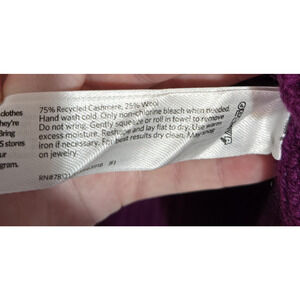 75% Recycled Cashmere, 25% Wool
clothes Hand wash cold. Only non-chlorine bleach when needed.
they're Do not wring. Gently squeeze or roll in towel to remove
Bring excess moisture. Reshape and lay flat to dry. Use warm
S stores iron if necessary. For best results dry clean. May snag
ur on jewelry.
gram.